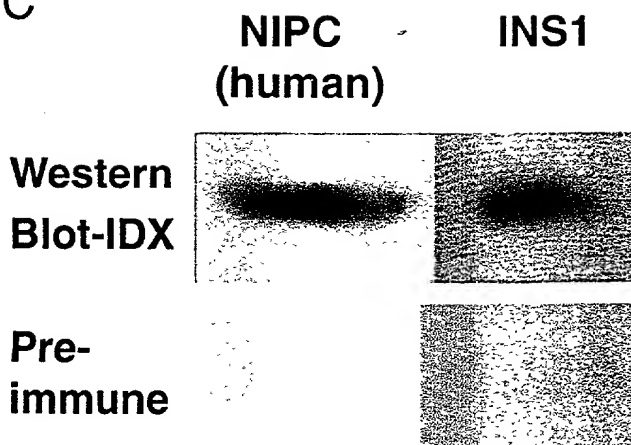 C
NIPC INS1
(human)
Western
Blot-IDX
Pre-
immune